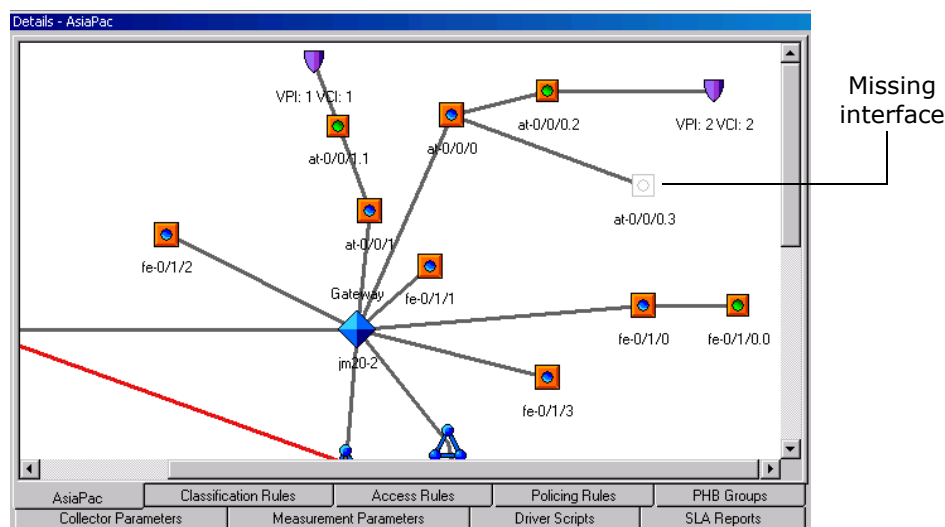 Details - AsiaPac
VPI: 1 VCI: 1
at-0/0/0.2
VPI: 2 VCI: 2
at-0/0/1.1
at-0/0/0
Missing
interface
at-0/0/0.3
at-0/0/1
fe-0/1/2
Gateway
fe-0/1/1
jm20-2
fe-0/1/0
fe-0/1/0.0
fe-0/1/3
AsiaPac
Classification Rules
Access Rules
Policing Rules
PHB Groups
Collector Parameters
Measurement Parameters
Driver Scripts
SLA Reports